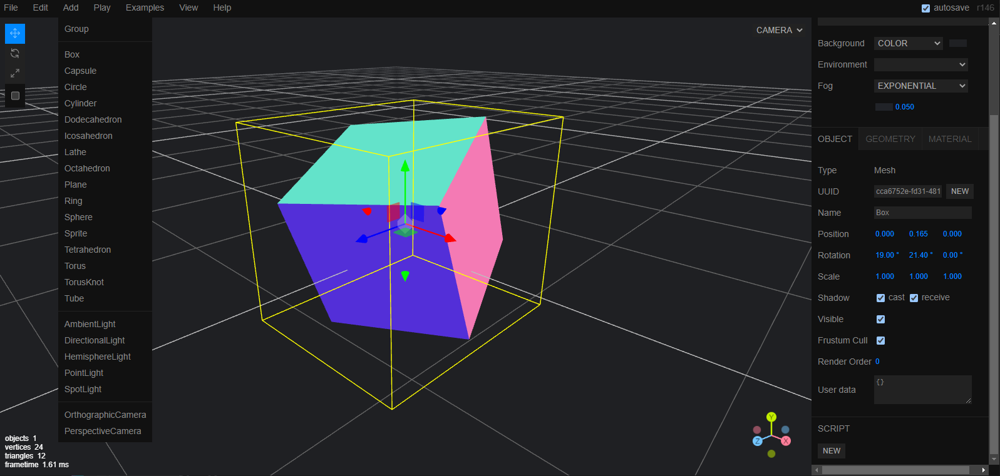 File Edit Add Play Examples View Help autosave r146
Group
Box
Capsule
Circle
Cylinder
Dodecahedron
Icosahedron
Lathe
Octahedron
Plane
Ring
Sphere
Sprite
Tetrahedron
Torus
TorusKnot
Tube
AmbientLight
DirectionalLight
HemisphereLight
PointLight
SpotLight
OrthographicCamera
PerspectiveCamera
objects 1
vertices 24
triangles 12
frametime 1.61 ms
CAMERA
Y
Z X
Background COLOR
Environment
Fog EXPONENTIAL
0.050
OBJECT GEOMETRY MATERIAL
Type Mesh
UUID cca6752e-fd31-481 NEW
Name Box
Position 0.000 0.165 0.000
Rotation 19.00 ° 21.40 ° 0.00 °
Scale 1.000 1.000 1.000
Shadow cast receive
Visible
Frustum Cull
Render Order 0
User data {}
SCRIPT
NEW